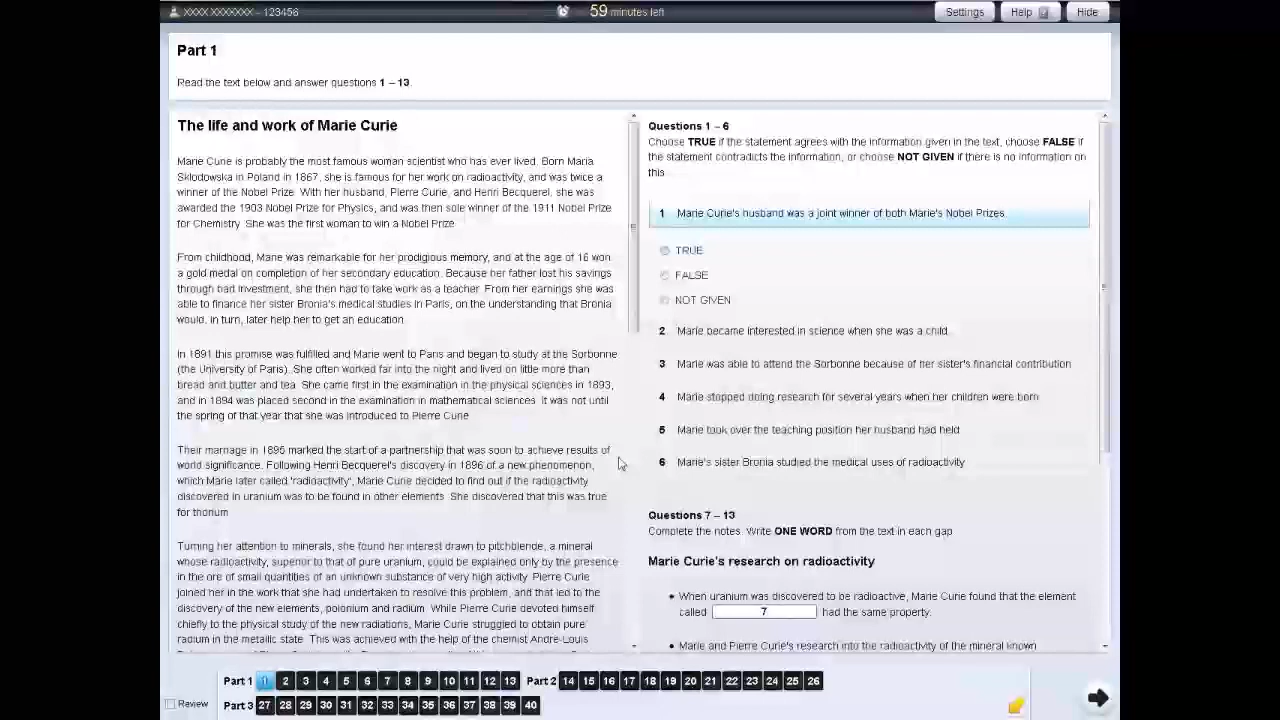 XXXX XXXXXXX - 123456
59 minutes left
Settings
Help
Hide
Part 1
Read the text below and answer questions 1 – 13.
The life and work of Marie Curie
Marie Curie is probably the most famous woman scientist who has ever lived. Born Maria
Sklodowska in Poland in 1867, she is famous for her work on radioactivity, and was twice a
winner of the Nobel Prize. With her husband, Pierre Curie, and Henri Becquerel, she was
awarded the 1903 Nobel Prize for Physics, and was then sole winner of the 1911 Nobel Prize
for Chemistry. She was the first woman to win a Nobel Prize.
From childhood, Marie was remarkable for her prodigious memory, and at the age of 16 won
a gold medal on completion of her secondary education. Because her father lost his savings
through bad investment, she then had to take work as a teacher. From her earnings she was
able to finance her sister Bronia's medical studies in Paris, on the understanding that Bronia
would, in turn, later help her to get an education.
In 1891 this promise was fulfilled and Marie went to Paris and began to study at the Sorbonne
(the University of Paris). She often worked far into the night and lived on little more than
bread and butter and tea. She came first in the examination in the physical sciences in 1893,
and in 1894 was placed second in the examination in mathematical sciences. It was not until
the spring of that year that she was introduced to Pierre Curie.
Their marriage in 1895 marked the start of a partnership that was soon to achieve results of
world significance. Following Henri Becquerel's discovery in 1896 of a new phenomenon,
which Marie later called 'radioactivity', Marie Curie decided to find out if the radioactivity
discovered in uranium was to be found in other elements. She discovered that this was true
for thorium.
Turning her attention to minerals, she found her interest drawn to pitchblende, a mineral
whose radioactivity, superior to that of pure uranium, could be explained only by the presence
in the ore of small quantities of an unknown substance of very high activity. Pierre Curie
joined her in the work that she had undertaken to resolve this problem, and that led to the
discovery of the new elements, polonium and radium. While Pierre Curie devoted himself
chiefly to the physical study of the new radiations, Marie Curie struggled to obtain pure
radium in the metallic state. This was achieved with the help of the chemist André-Louis
Questions 1 – 6
Choose TRUE if the statement agrees with the information given in the text, choose FALSE if
the statement contradicts the information, or choose NOT GIVEN if there is no information on
this.
1 Marie Curie's husband was a joint winner of both Marie's Nobel Prizes.
TRUE
FALSE
NOT GIVEN
2 Marie became interested in science when she was a child.
3 Marie was able to attend the Sorbonne because of her sister's financial contribution.
4 Marie stopped doing research for several years when her children were born.
5 Marie took over the teaching position her husband had held.
6 Marie's sister Bronia studied the medical uses of radioactivity.
Questions 7 – 13
Complete the notes. Write ONE WORD from the text in each gap.
Marie Curie's research on radioactivity
• When uranium was discovered to be radioactive, Marie Curie found that the element
called 7 had the same property.
• Marie and Pierre Curie's research into the radioactivity of the mineral known
Part 1 1 2 3 4 5 6 7 8 9 10 11 12 13 Part 2 14 15 16 17 18 19 20 21 22 23 24 25 26
Review
Part 3 27 28 29 30 31 32 33 34 35 36 37 38 39 40